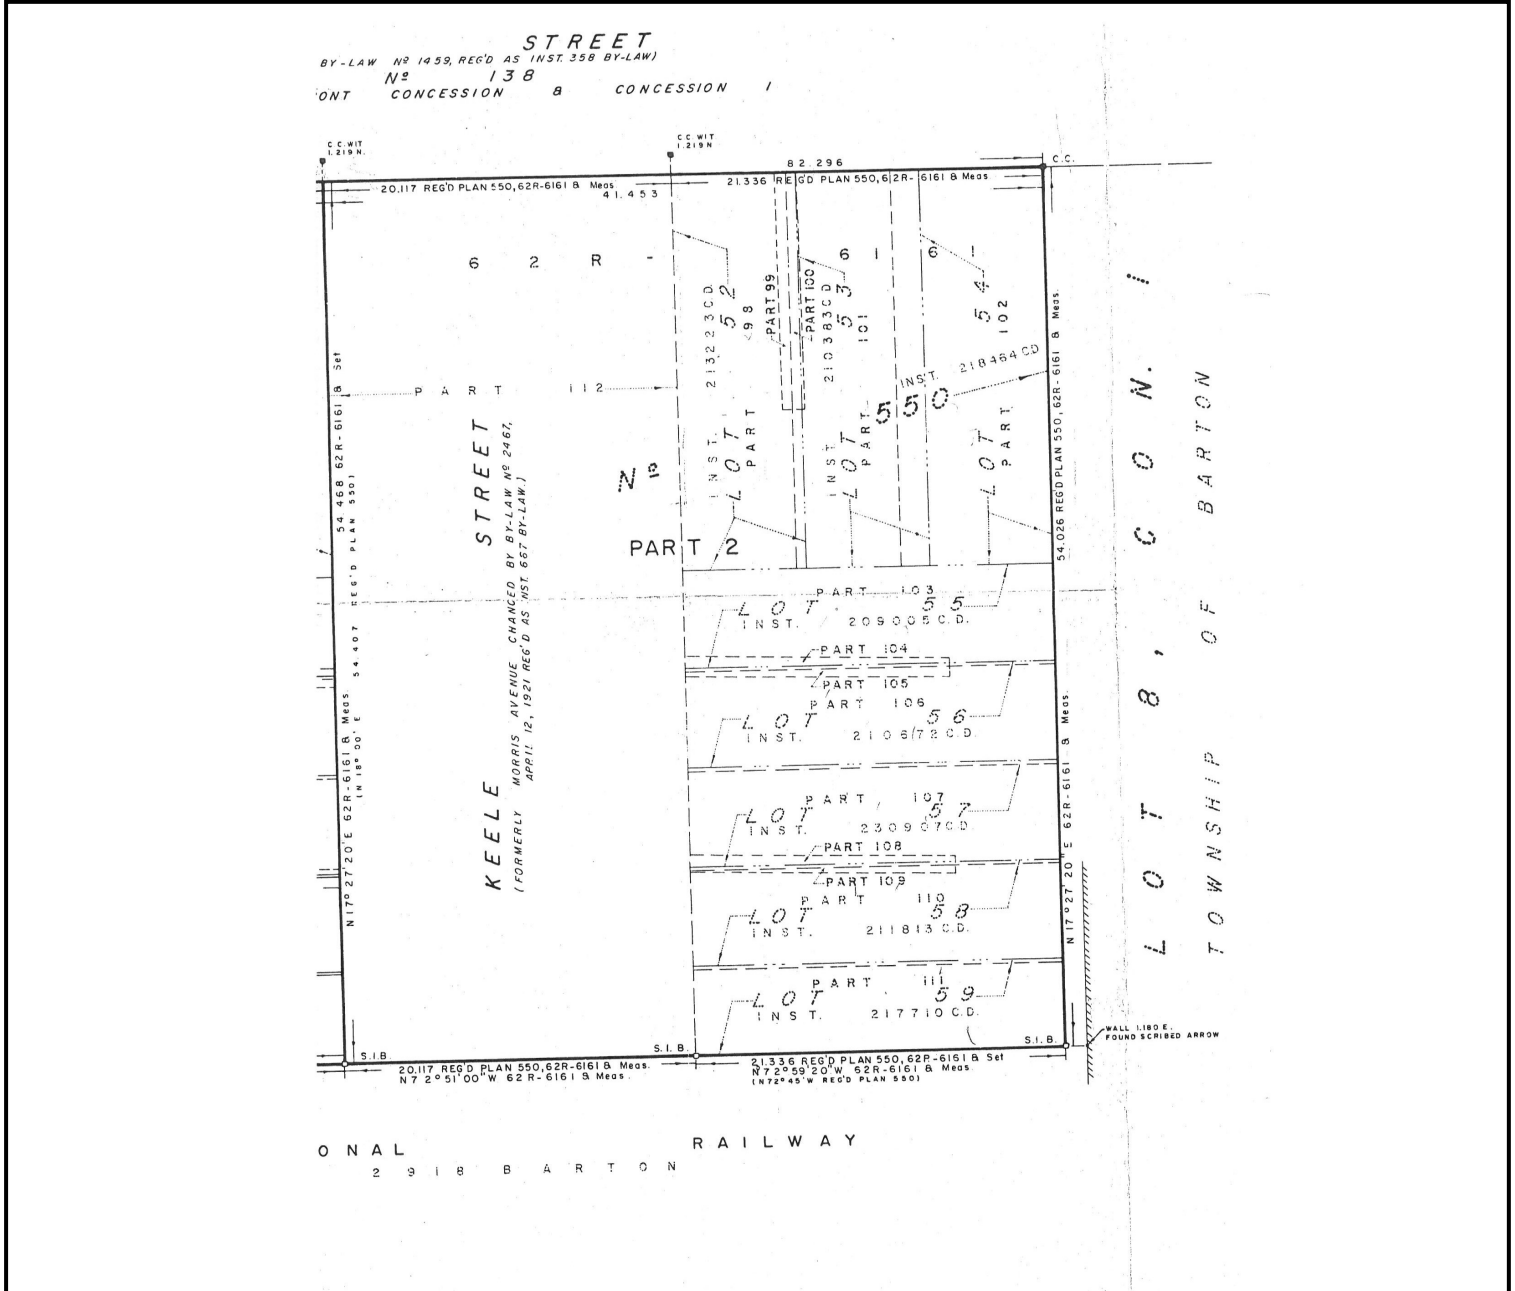 STREET
BY-LAW Nº 1459, REG'D AS INST. 358 BY-LAW)
Nº 138
ONT CONCESSION & CONCESSION I
C.C. WIT
1.219 N.
C.C. WIT
1.219 N
82.296
C.C.
20.117 REG'D PLAN 550, 62R-6161 & Meas.
41.453
21.336 REG'D PLAN 550, 62R-6161 & Meas.
62R-
6161
PART 112
54.468 62R-6161 & Set
54.407 REG'D PLAN 550)
N17°27'20"E 62R-6161 & Meas
(N 18° 00' E
KEELE STREET
(FORMERLY MORRIS AVENUE CHANGED BY BY-LAW Nº 2467,
APRIL 12, 1921 REG'D AS INST. 667 BY-LAW.)
Nº 550
PART 2
INST. 213223 C.D.
LOT 52
PART 98
PART 99
PART 100
INST 210383 C.D
LOT 53
PART 101
INST. 218464 C.D
LOT 54
PART 102
54.026 REG'D PLAN 550, 62R-6161 & Meas.
N 17°27'20"E 62R-6161 & Meas.
PART 103
LOT 55
INST. 209005 C.D.
PART 104
PART 105
PART 106
LOT 56
INST. 210672 C.D.
PART 107
LOT 57
INST. 230907 C.D.
PART 108
PART 109
PART 110
LOT 58
INST. 211813 C.D.
PART 111
LOT 59
INST. 217710 C.D.
LOT 8, CON. 1
TOWNSHIP OF BARTON
WALL 1.180 E.
FOUND SCRIBED ARROW
S.I.B.
S.I.B.
S.I.B.
20.117 REG'D PLAN 550, 62R-6161 & Meas.
N72°51'00"W 62R-6161 & Meas.
21.336 REG'D PLAN 550, 62R-6161 & Set
N72°59'20"W 62R-6161 & Meas.
(N72°45'W REG'D PLAN 550)
ONAL RAILWAY
2918 BARTON